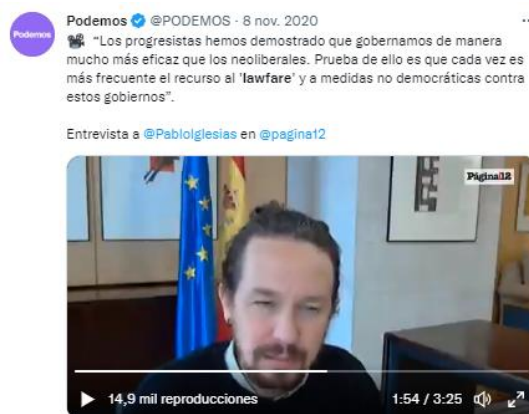 Podemos @PODEMOS · 8 nov. 2020
Podemos
“Los progresistas hemos demostrado que gobernamos de manera
mucho más eficaz que los neoliberales. Prueba de ello es que cada vez es
más frecuente el recurso al 'lawfare' y a medidas no democráticas contra
estos gobiernos”.
Entrevista a @PabloIglesias en @pagina12
Página12
14,9 mil reproducciones
1:54 / 3:25